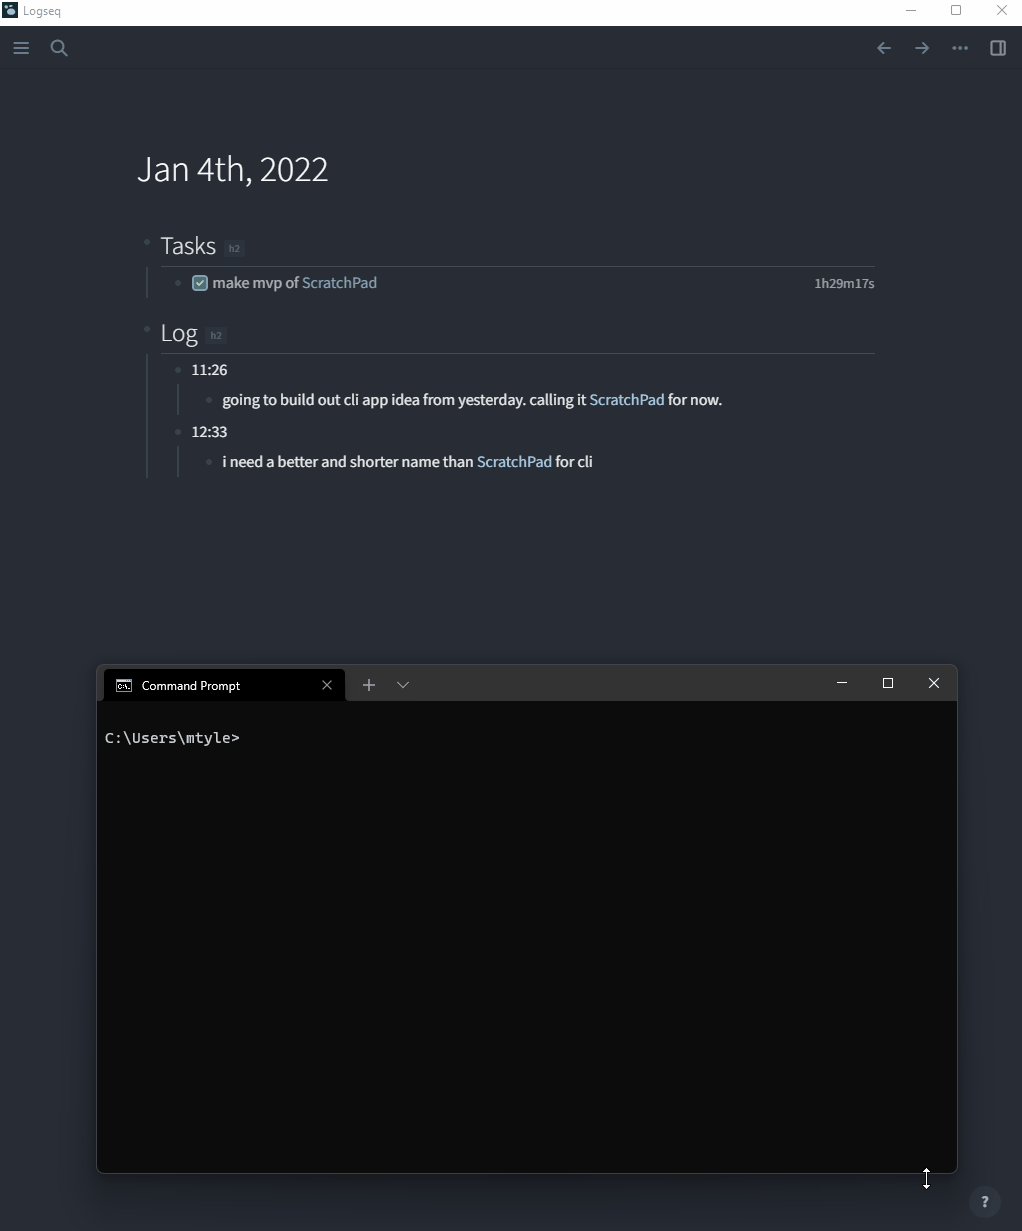 Logseq
Jan 4th, 2022
Tasks h2
make mvp of ScratchPad 1h29m17s
Log h2
11:26
going to build out cli app idea from yesterday. calling it ScratchPad for now.
12:33
i need a better and shorter name than ScratchPad for cli
C:\. Command Prompt
C:\Users\mtyle>
?